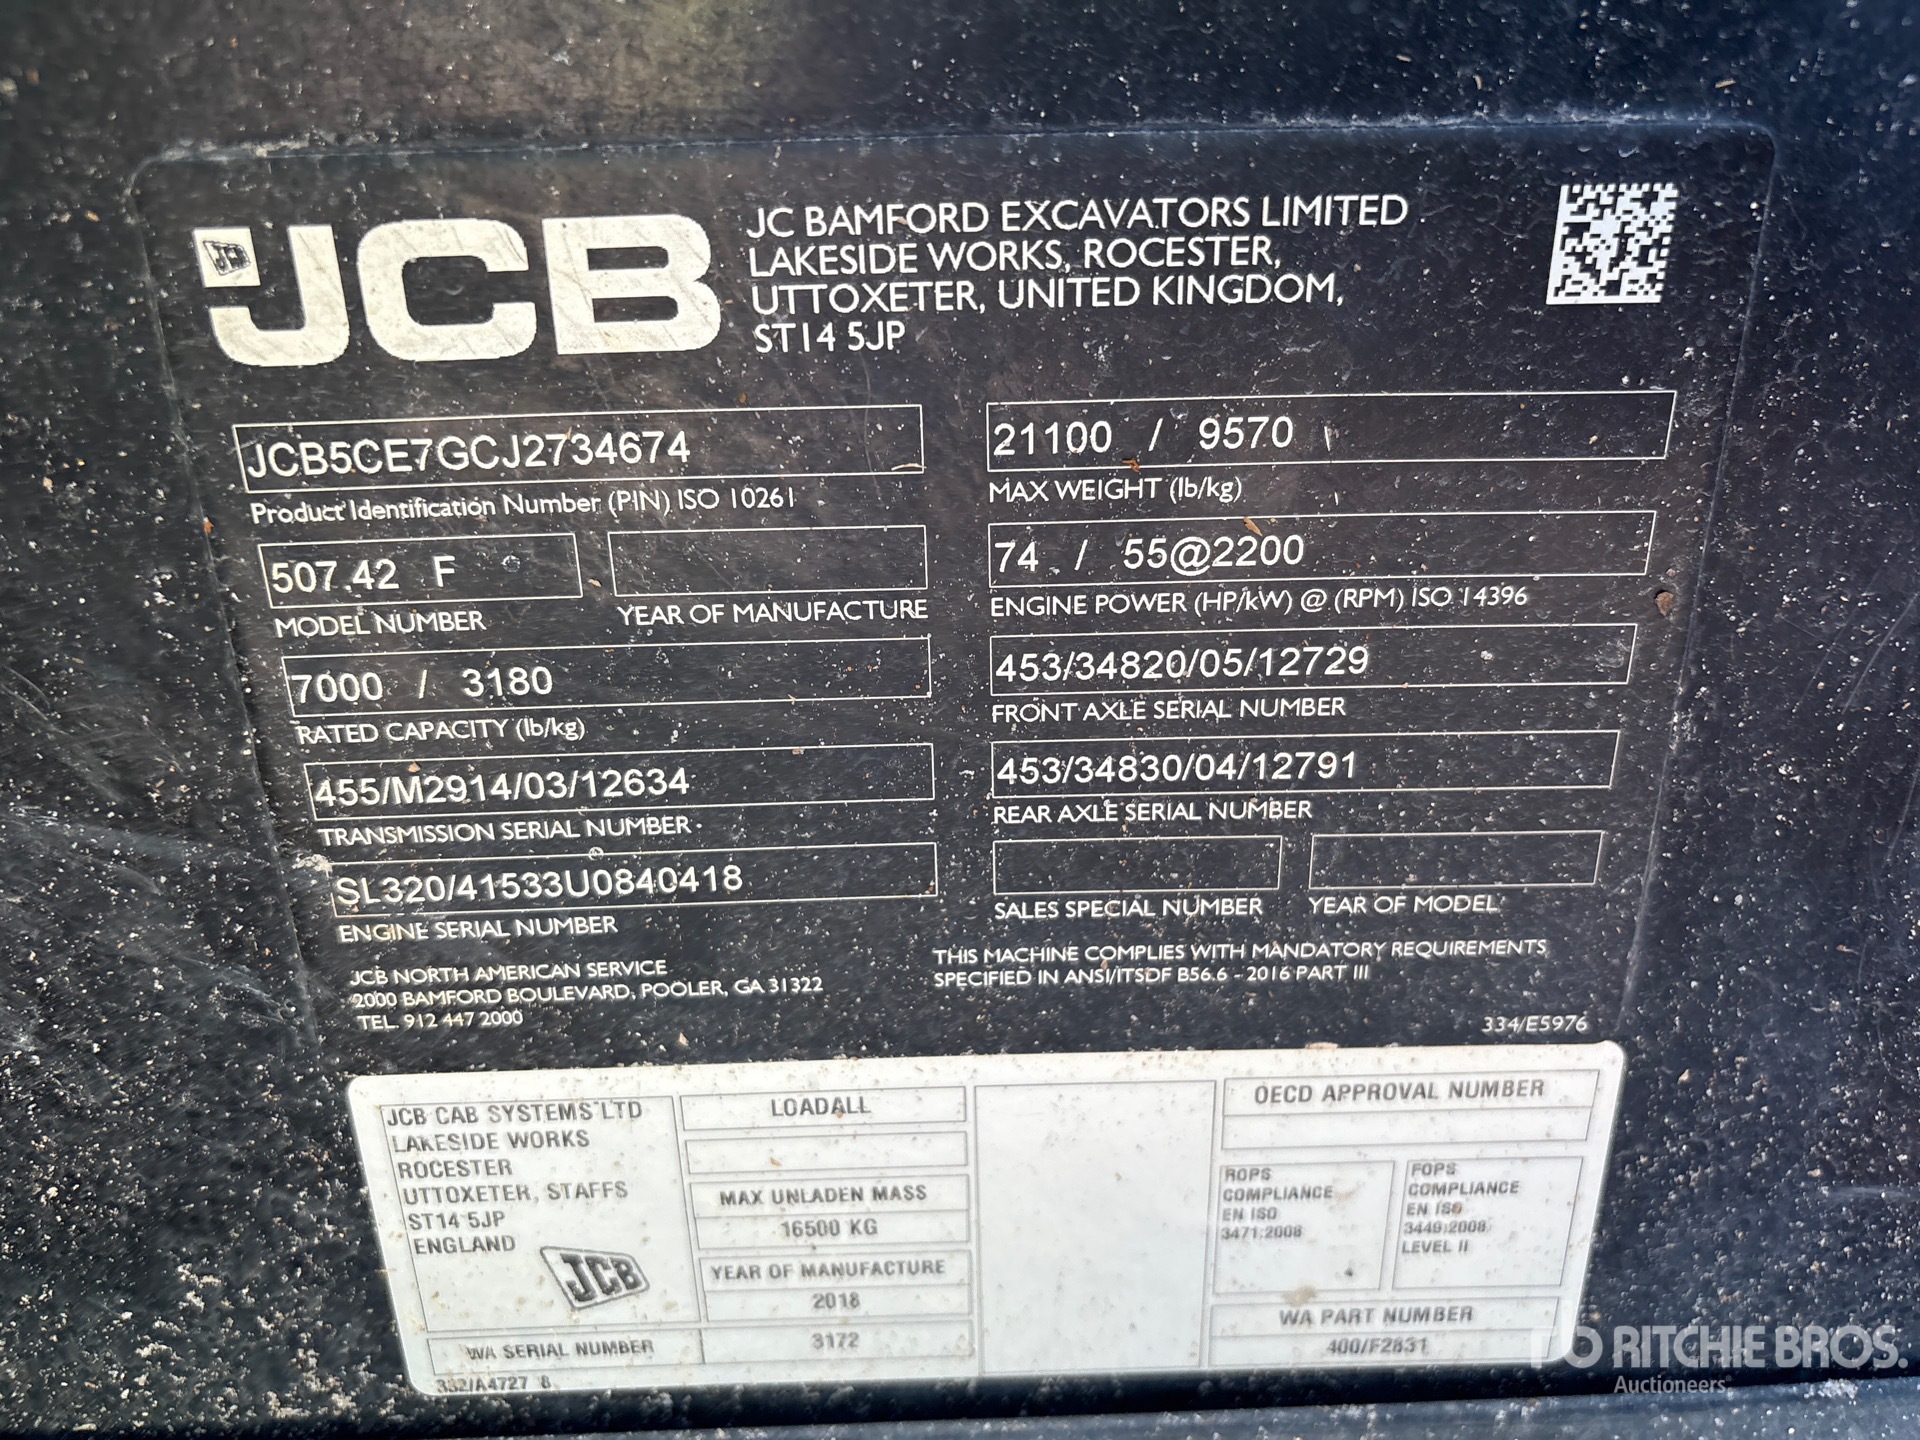 JCB
JC BAMFORD EXCAVATORS LIMITED
LAKESIDE WORKS, ROCESTER,
UTTOXETER, UNITED KINGDOM,
ST14 5JP
JCB5CE7GCJ2734674
Product Identification Number (PIN) ISO 10261
507.42 F
MODEL NUMBER
YEAR OF MANUFACTURE
7000 / 3180
RATED CAPACITY (lb/kg)
455/M2914/03/12634
TRANSMISSION SERIAL NUMBER
SL320/41533U0840418
ENGINE SERIAL NUMBER
21100 / 9570
MAX WEIGHT (lb/kg)
74 / 55@2200
ENGINE POWER (HP/kW) @ (RPM) ISO 14396
453/34820/05/12729
FRONT AXLE SERIAL NUMBER
453/34830/04/12791
REAR AXLE SERIAL NUMBER
SALES SPECIAL NUMBER
YEAR OF MODEL
JCB NORTH AMERICAN SERVICE
2000 BAMFORD BOULEVARD, POOLER, GA 31322
TEL. 912 447 2000
THIS MACHINE COMPLIES WITH MANDATORY REQUIREMENTS
SPECIFIED IN ANSI/ITSDF B56.6 - 2016 PART III
334/E5976
JCB CAB SYSTEMS LTD
LAKESIDE WORKS
ROCESTER
UTTOXETER, STAFFS
ST14 5JP
ENGLAND
JCB
WA SERIAL NUMBER
332/A4727 8
LOADALL
MAX UNLADEN MASS
16500 KG
YEAR OF MANUFACTURE
2018
3172
OECD APPROVAL NUMBER
ROPS
COMPLIANCE
EN ISO
3471:2008
FOPS
COMPLIANCE
EN ISO
3449:2008
LEVEL II
WA PART NUMBER
400/F2831
RITCHIE BROS.
Auctioneers